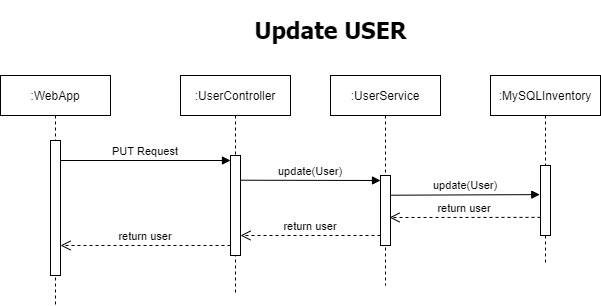 Update USER
:WebApp
:UserController
:UserService
:MySQLInventory
PUT Request
update(User)
update(User)
return user
return user
return user